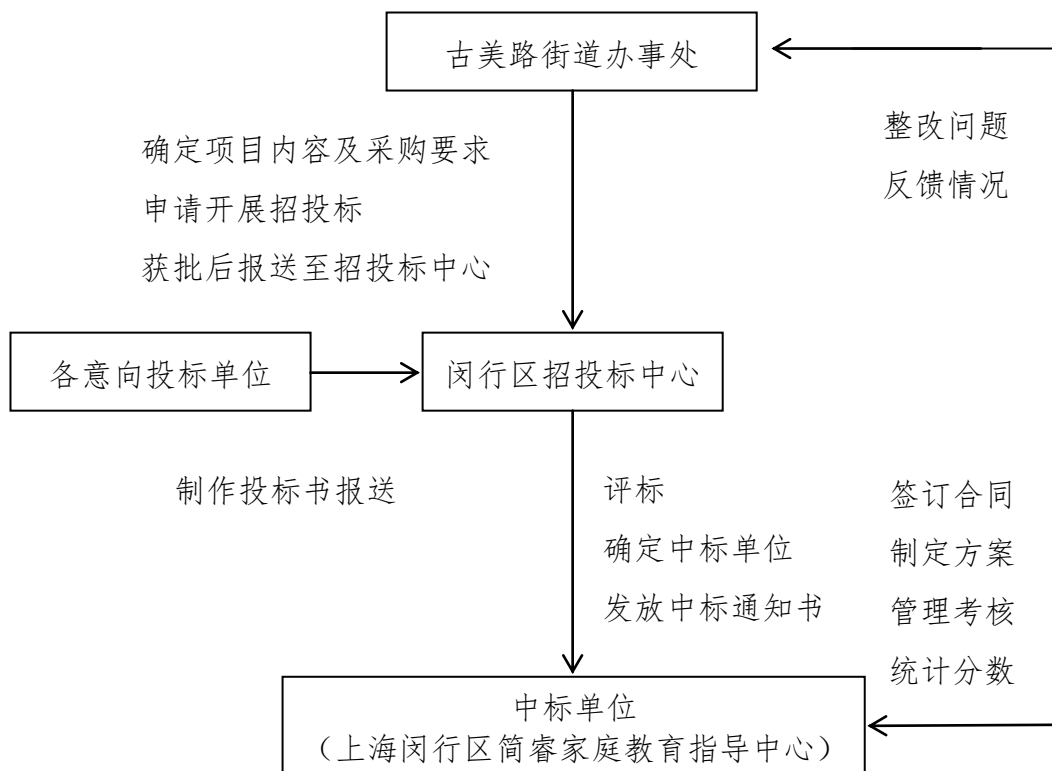 古美路街道办事处
整改问题
反馈情况
确定项目内容及采购要求
申请开展招投标
获批后报送至招投标中心
各意向投标单位
闵行区招投标中心
制作投标书报送
评标
确定中标单位
发放中标通知书
签订合同
制定方案
管理考核
统计分数
中标单位
（上海闵行区简睿家庭教育指导中心）